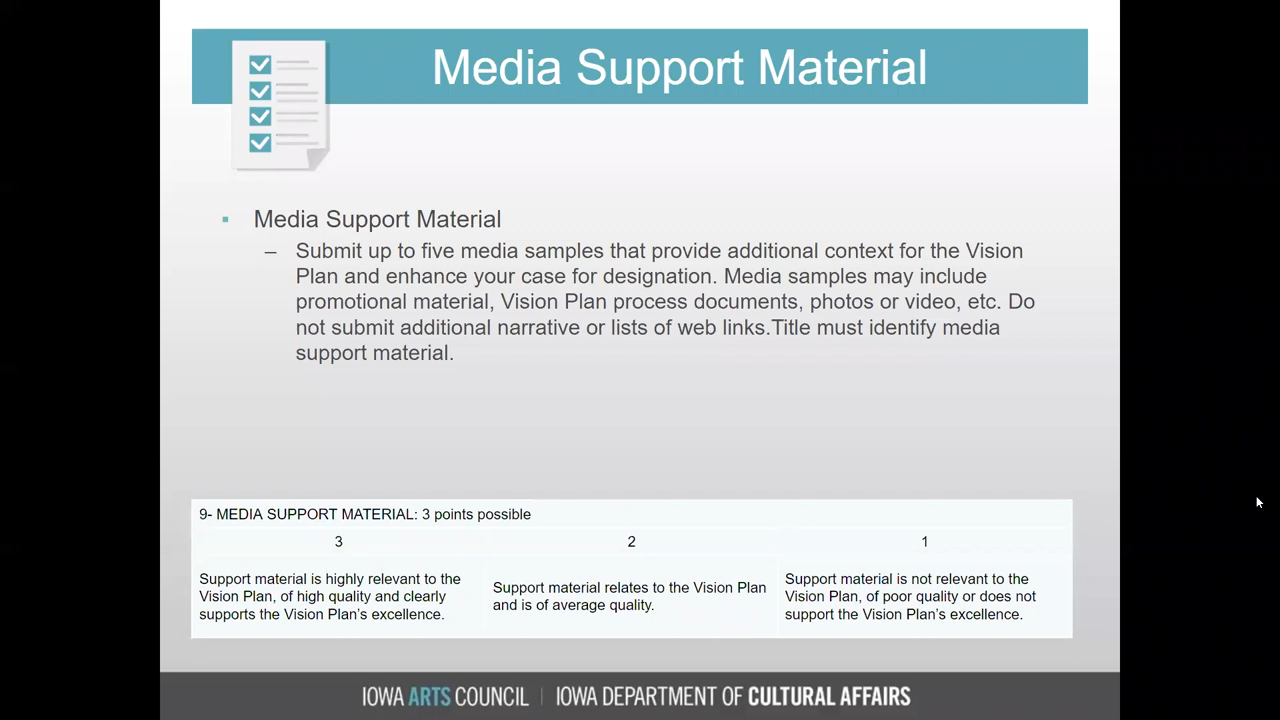 Media Support Material
▪ Media Support Material
– Submit up to five media samples that provide additional context for the Vision
Plan and enhance your case for designation. Media samples may include
promotional material, Vision Plan process documents, photos or video, etc. Do
not submit additional narrative or lists of web links.Title must identify media
support material.
9- MEDIA SUPPORT MATERIAL: 3 points possible
3
2
1
Support material is highly relevant to the
Vision Plan, of high quality and clearly
supports the Vision Plan's excellence.
Support material relates to the Vision Plan
and is of average quality.
Support material is not relevant to the
Vision Plan, of poor quality or does not
support the Vision Plan's excellence.
IOWA ARTS COUNCIL | IOWA DEPARTMENT OF CULTURAL AFFAIRS